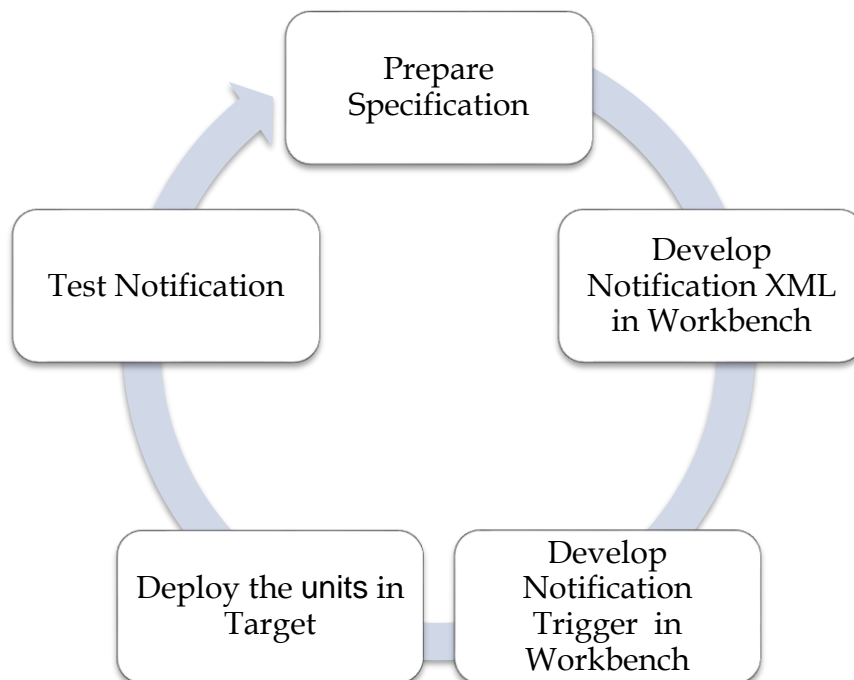 Prepare
Specification
Develop
Notification XML
in Workbench
Develop
Notification
Trigger in
Workbench
Deploy the units in
Target
Test Notification